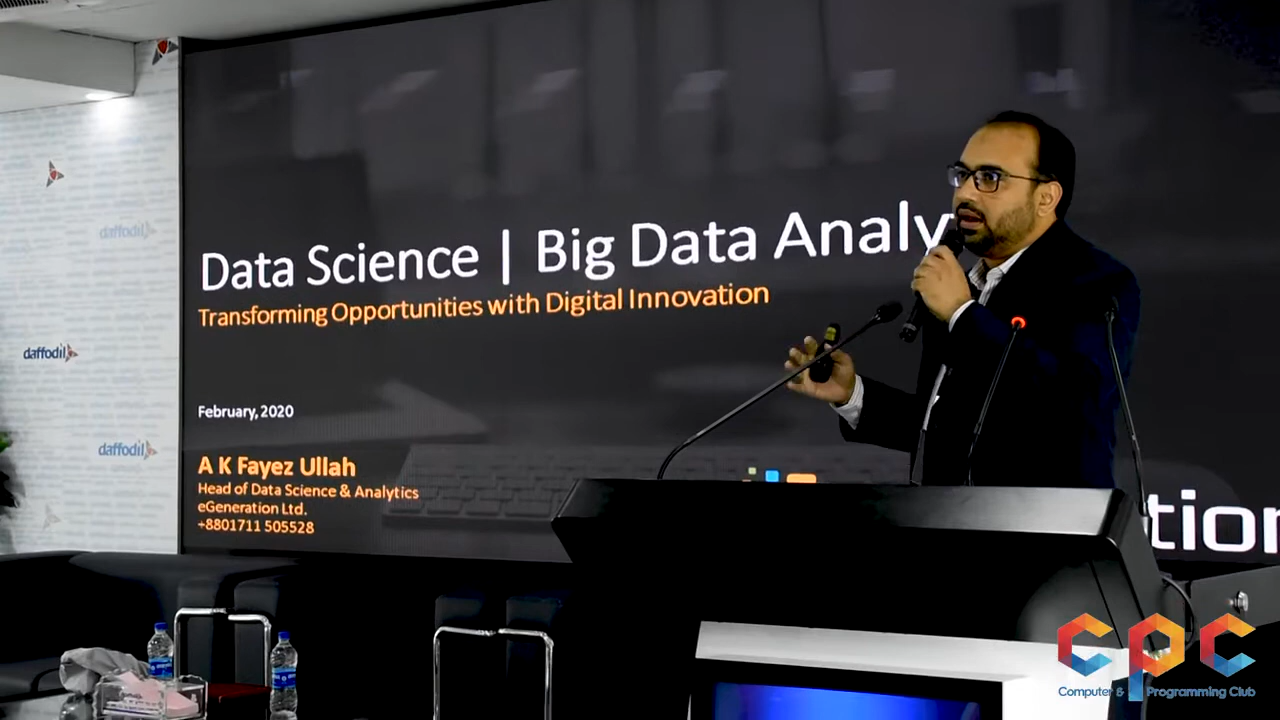 daffodil
daffodil
daffodil
Data Science | Big Data Analy
Transforming Opportunities with Digital Innovation
February, 2020
A K Fayez Ullah
Head of Data Science & Analytics
eGeneration Ltd.
+8801711 505528
tion
cpc
Computer & Programming Club